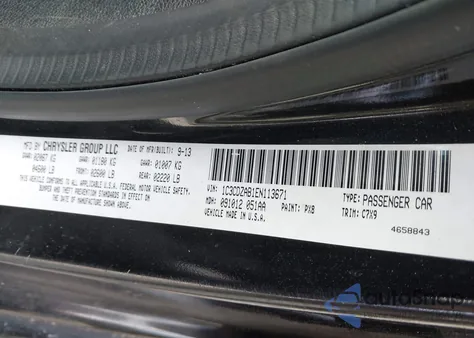 MFD BY CHRYSLER GROUP LLC DATE OF MFR(BUILT): 9-13
GVWR: 02087 KG GAWR: 01180 KG GAWR: 01007 KG
04600 LB FRONT: 02600 LB REAR: 02220 LB
THIS VEHICLE CONFORMS TO ALL APPLICABLE U.S.A. FEDERAL MOTOR VEHICLE SAFETY,
BUMPER AND THEFT PREVENTION STANDARDS IN EFFECT ON THE
DATE OF MANUFACTURE SHOWN ABOVE
VIN: 1C3CDZAB1EN113671 TYPE: PASSENGER CAR
MDH: 091012 051AA PAINT: PX8 TRIM: C7X9
VEHICLE MADE IN U.S.A.
4658843
autoSnap